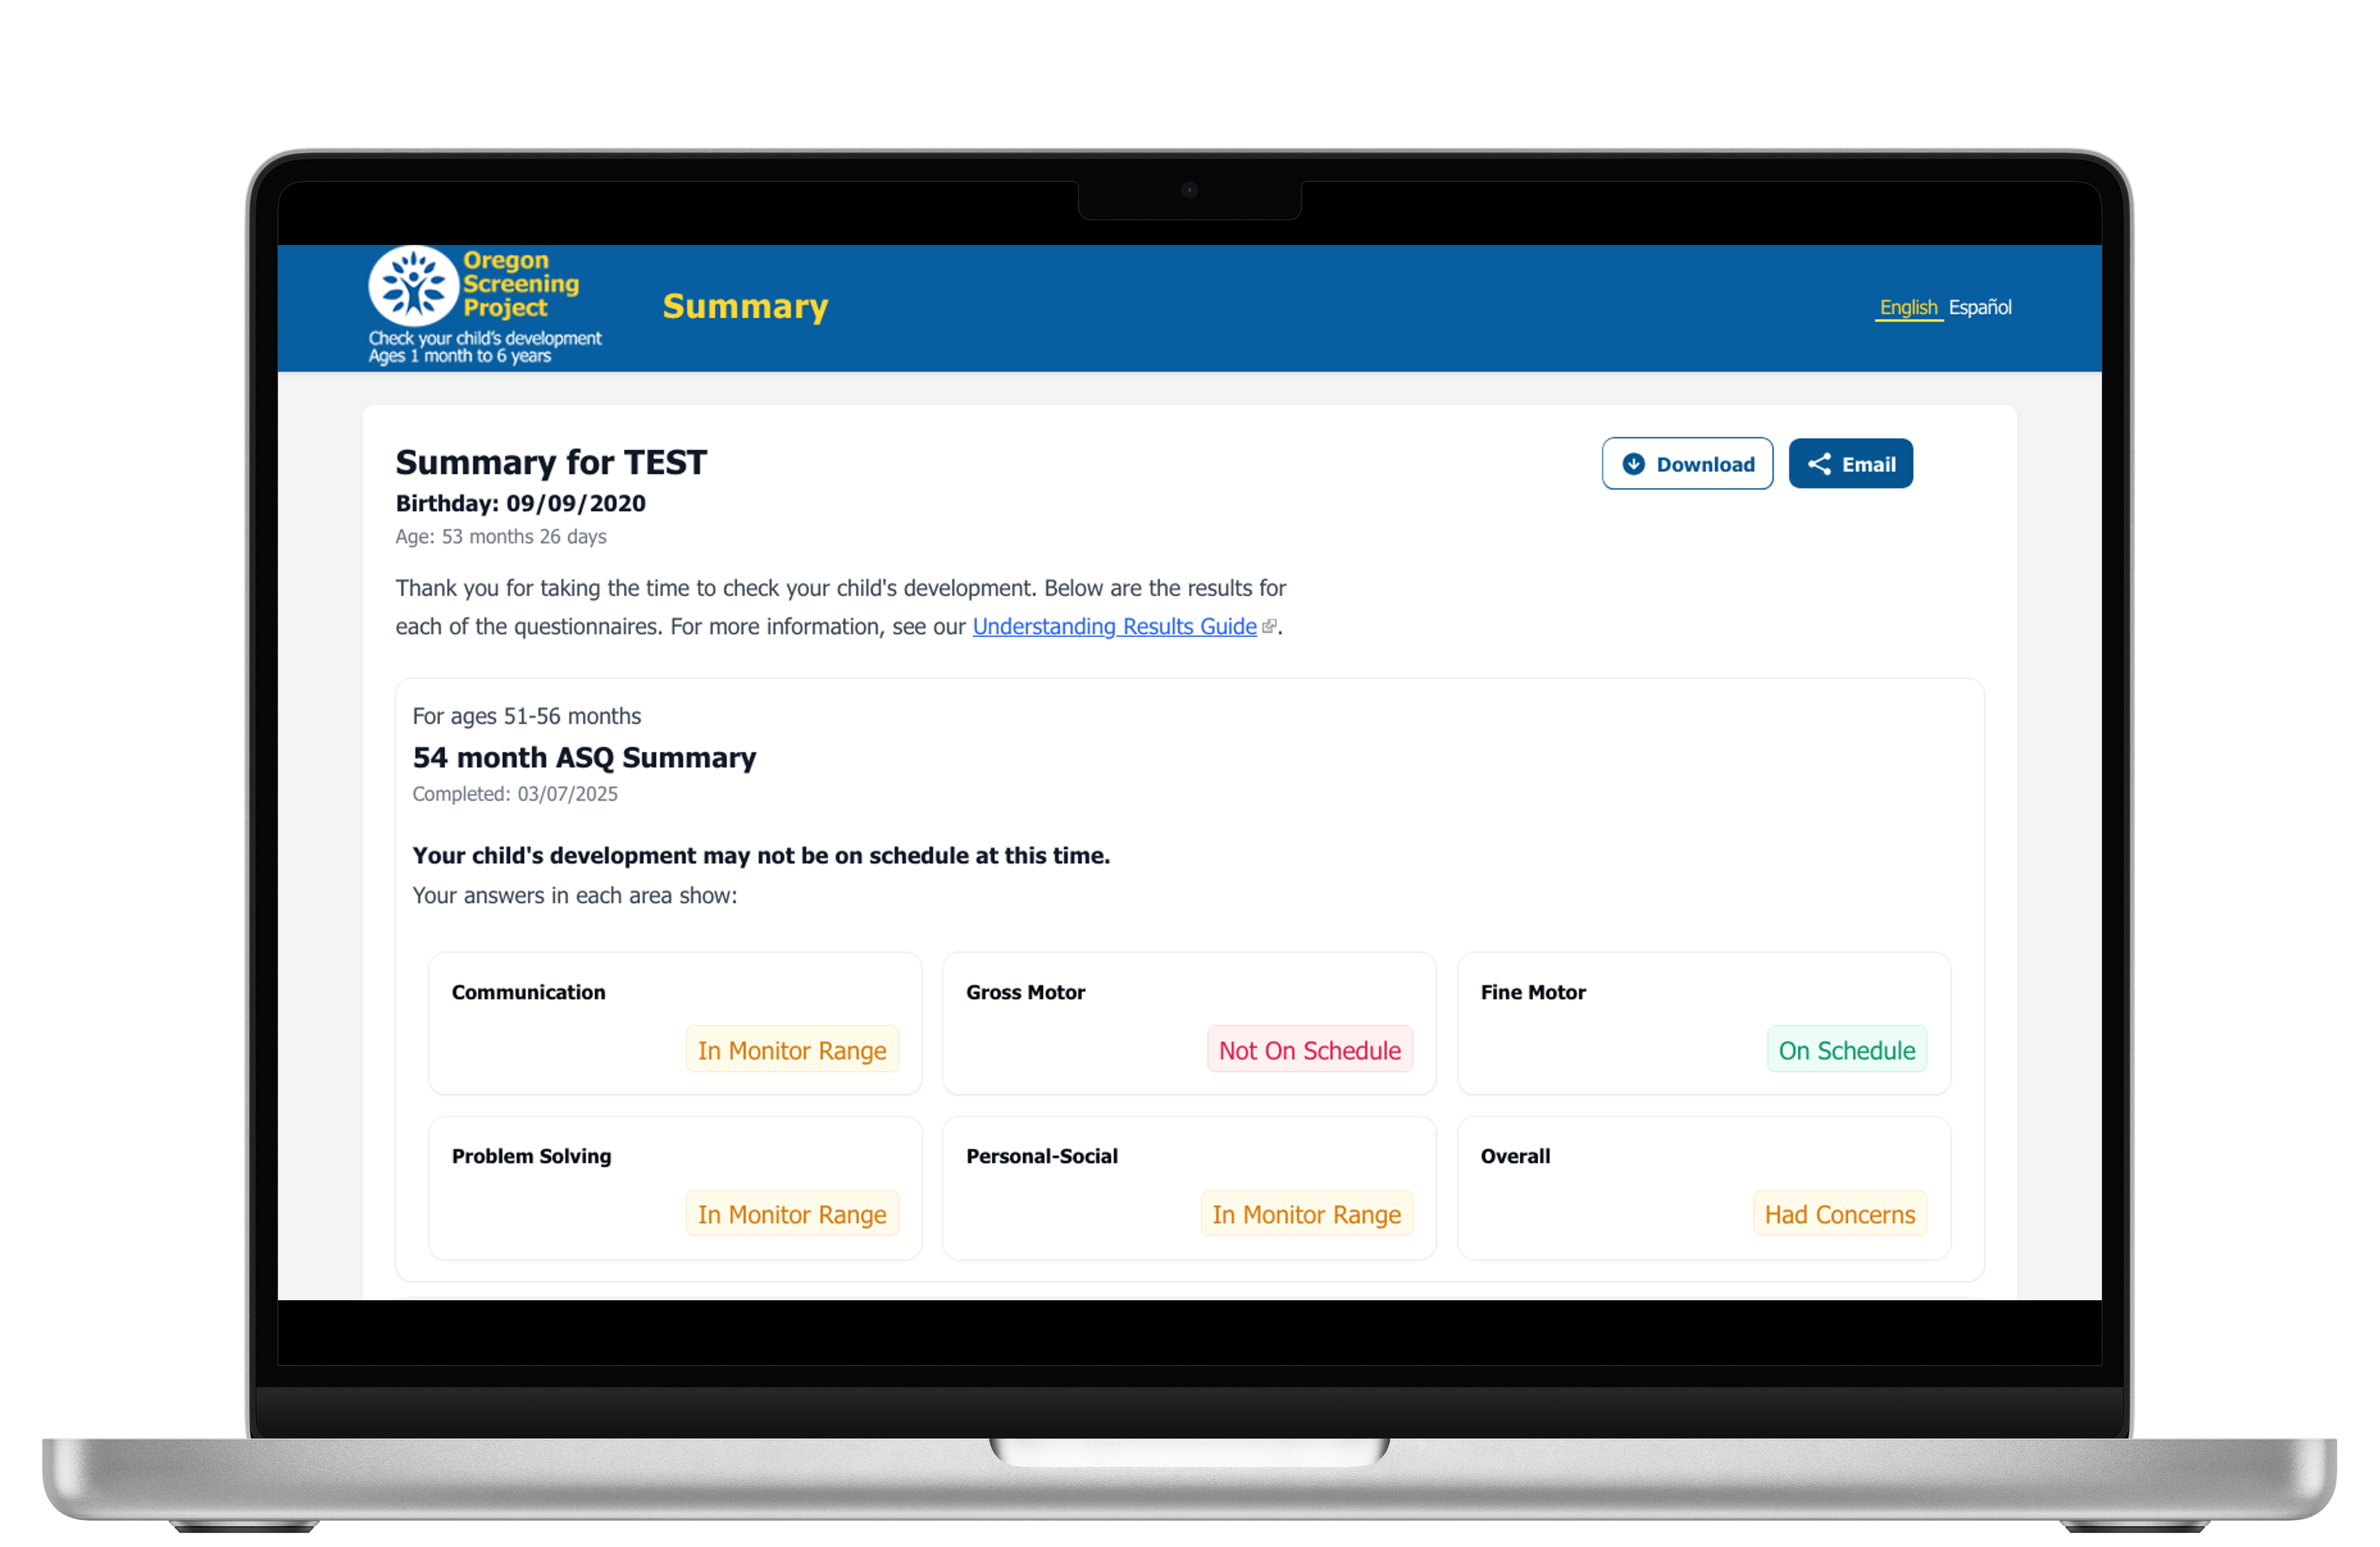 Oregon
Screening
Project
Check your child's development
Ages 1 month to 6 years
Summary
English Español
Summary for TEST
Download
Email
Birthday: 09/09/2020
Age: 53 months 26 days
Thank you for taking the time to check your child's development. Below are the results for
each of the questionnaires. For more information, see our Understanding Results Guide.
For ages 51-56 months
54 month ASQ Summary
Completed: 03/07/2025
Your child's development may not be on schedule at this time.
Your answers in each area show:
Communication
In Monitor Range
Gross Motor
Not On Schedule
Fine Motor
On Schedule
Problem Solving
In Monitor Range
Personal-Social
In Monitor Range
Overall
Had Concerns